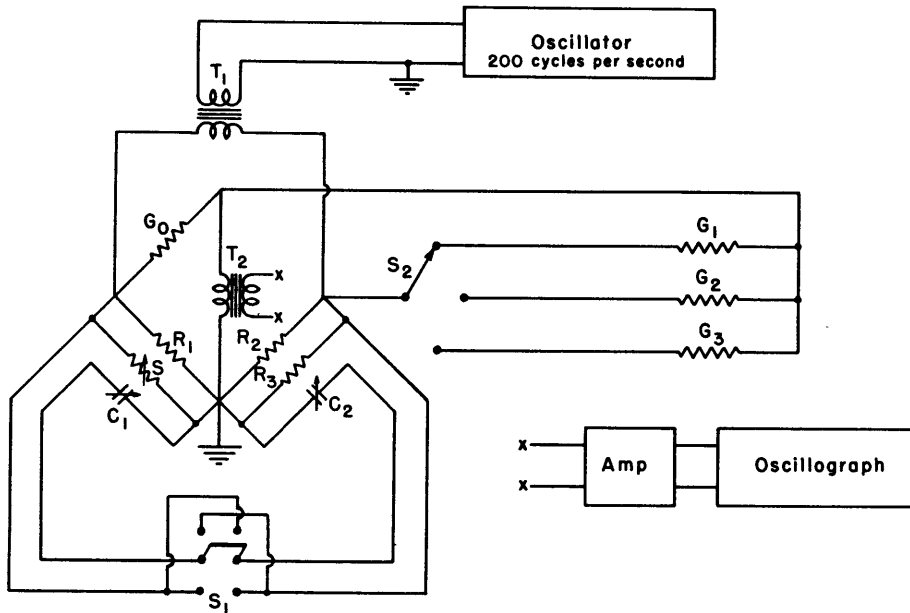 Oscillator
200 cycles per second
T1
G0
T2
x
x
S2
G1
G2
G3
R1
S
C1
R2
R3
C2
x
x
Amp
Oscillograph
S1